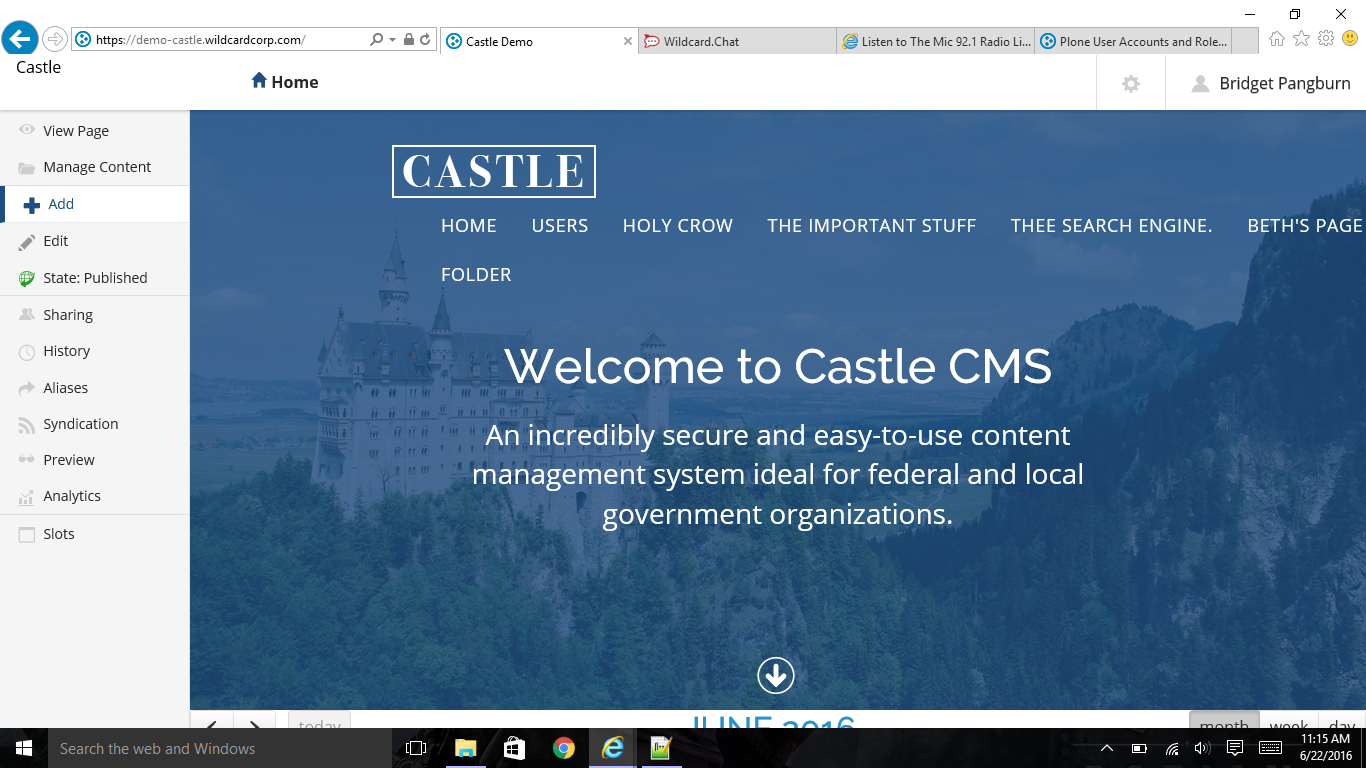 https://demo-castle.wildcardcorp.com/
Castle Demo
Wildcard.Chat
Listen to The Mic 92.1 Radio Li...
Plone User Accounts and Role...
Castle
Home
Bridget Pangburn
View Page
Manage Content
Add
Edit
State: Published
Sharing
History
Aliases
Syndication
Preview
Analytics
Slots
CASTLE
HOME USERS HOLY CROW THE IMPORTANT STUFF THEE SEARCH ENGINE. BETH'S PAGE
FOLDER
Welcome to Castle CMS
An incredibly secure and easy-to-use content
management system ideal for federal and local
government organizations.
today
JUNE 2016
month week day
Search the web and Windows
11:15 AM
6/22/2016